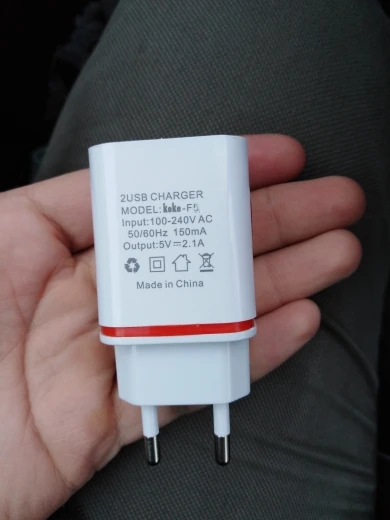 2USB CHARGER
MODEL:koko-F5
Input:100-240V AC
50/60Hz 150mA
Output:5V⎓2.1A
Made in China